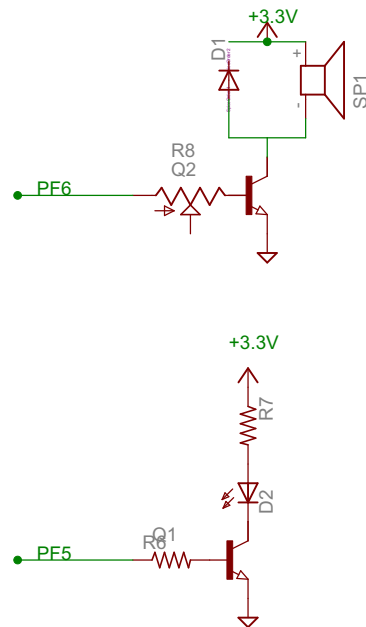 +3.3V
D1
+
-
SP1
R8
Q2
PF6
+3.3V
R7
D2
Q1
R6
PF5